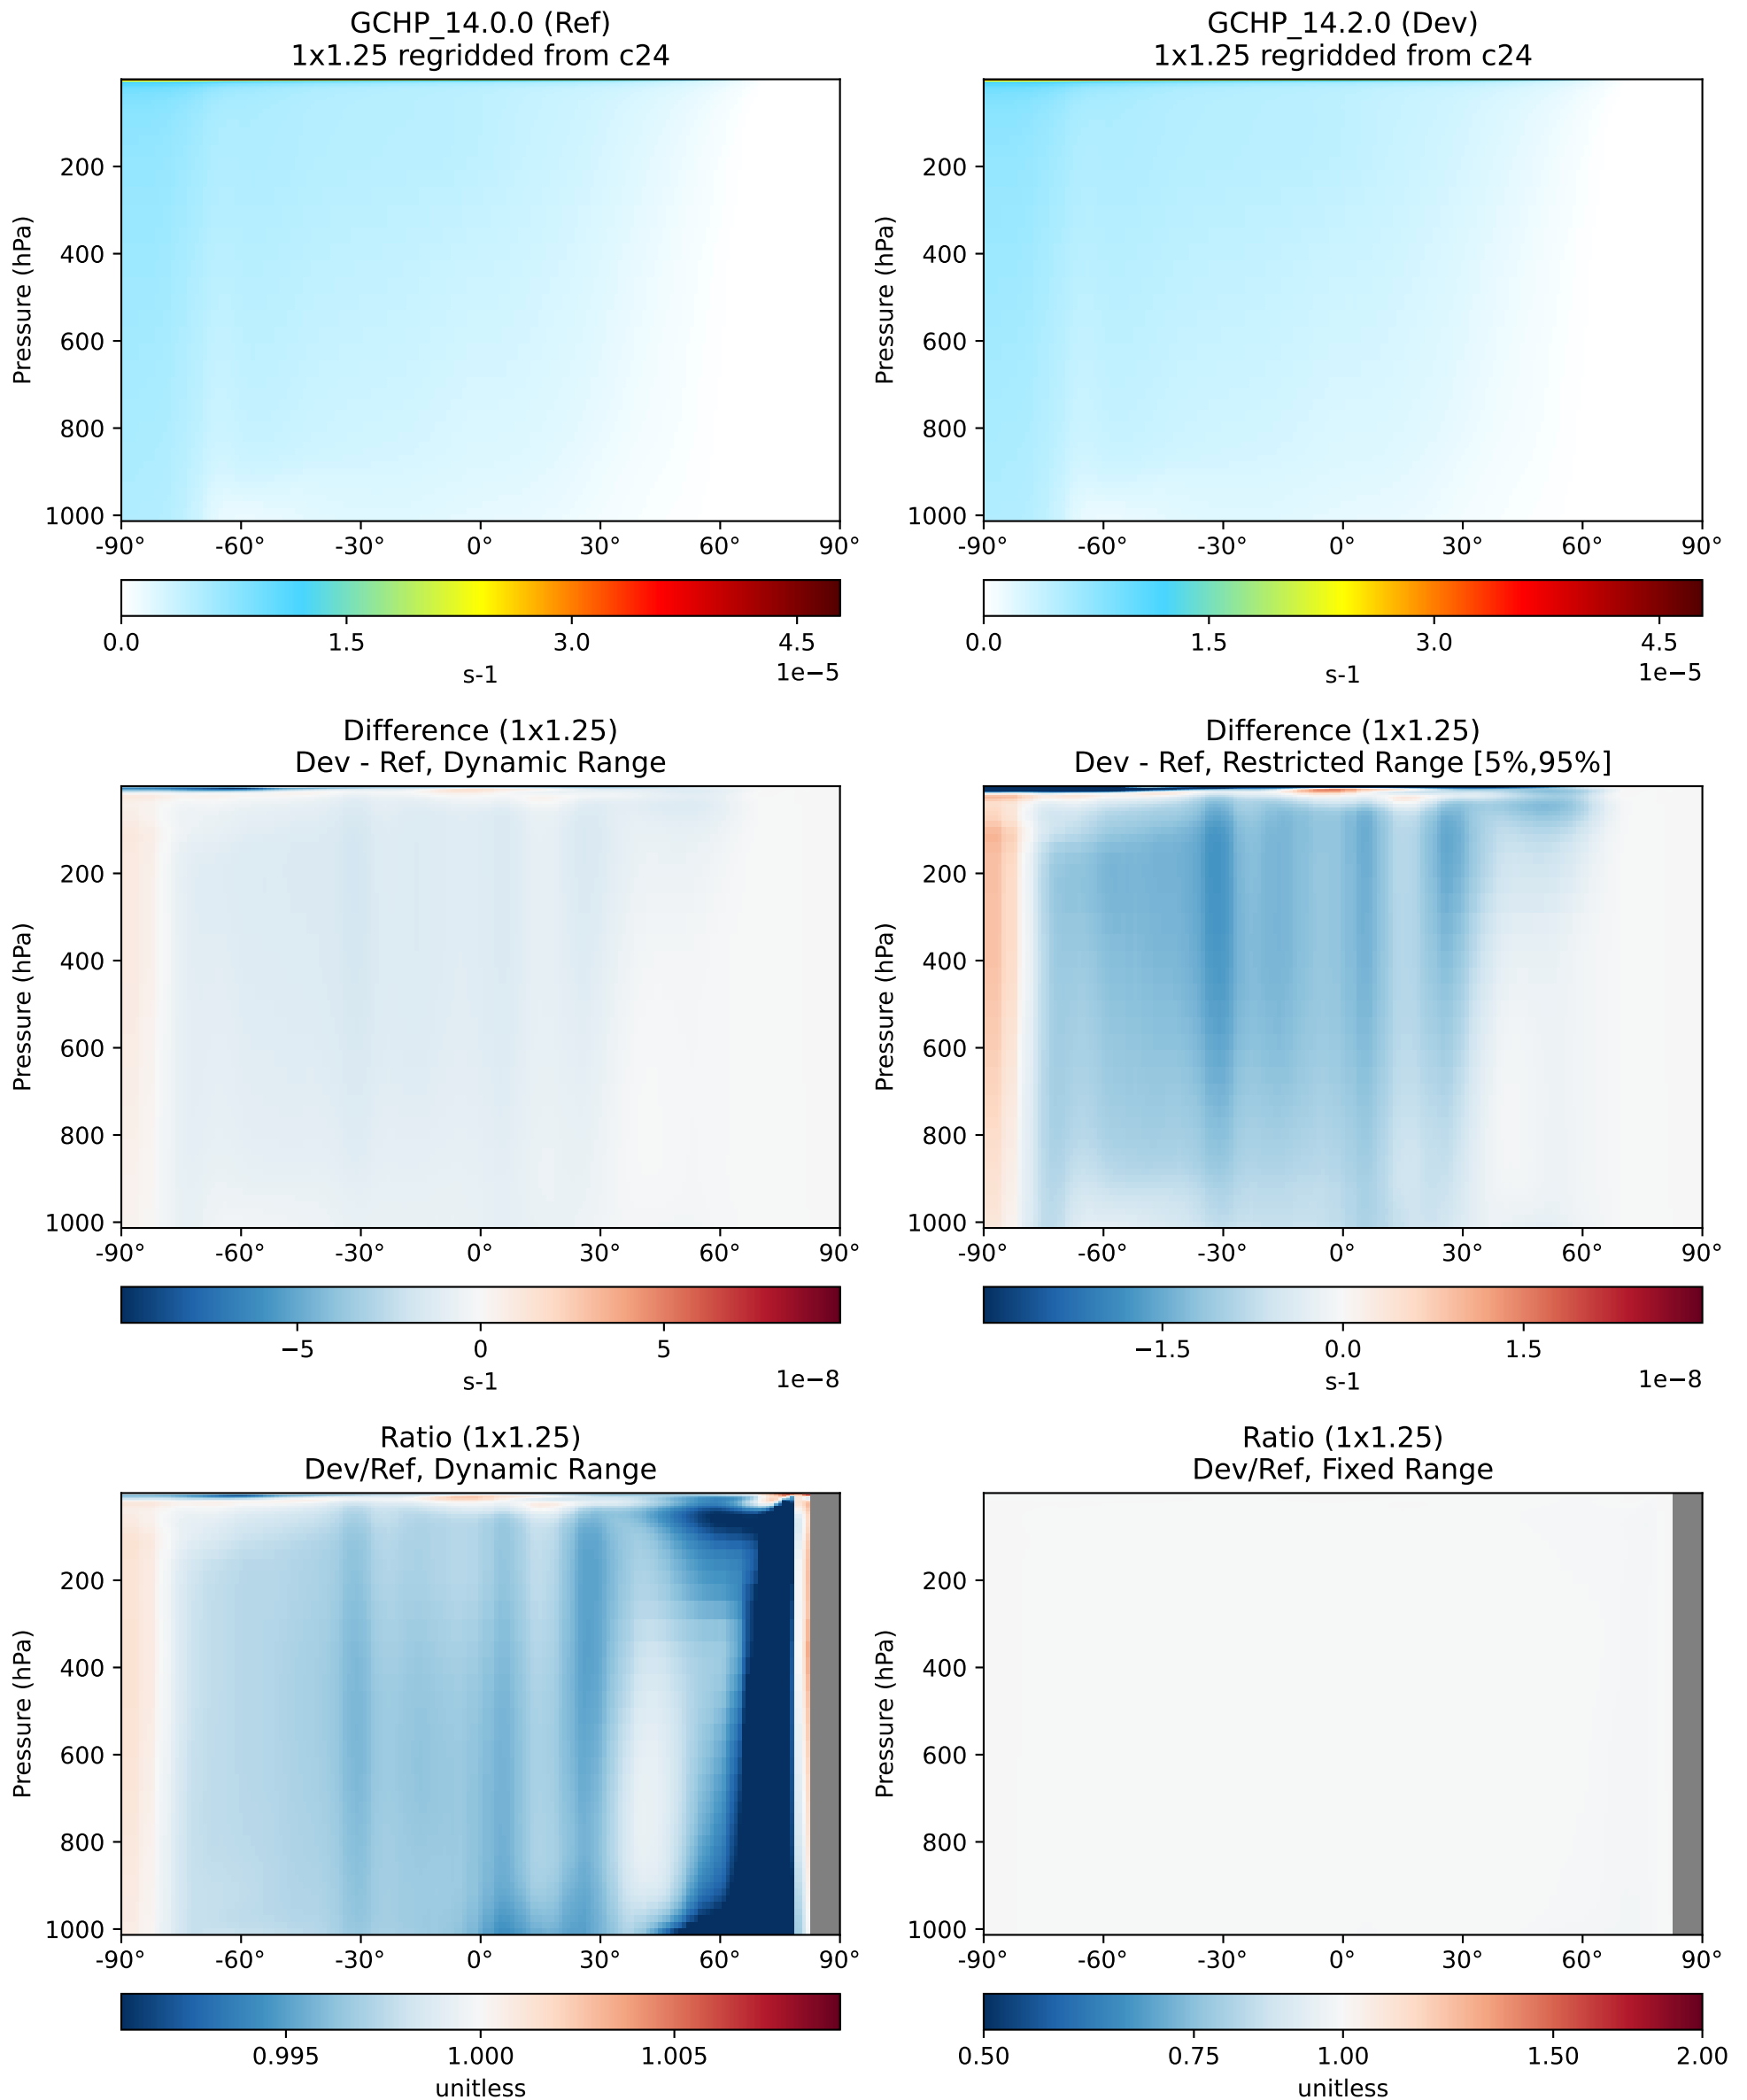 GCHP_14.0.0 (Ref)
1x1.25 regridded from c24
Pressure (hPa)
200
400
600
800
1000
-90° -60° -30° 0° 30° 60° 90°
0.0 1.5 3.0 4.5
1e−5
s-1
GCHP_14.2.0 (Dev)
1x1.25 regridded from c24
Pressure (hPa)
200
400
600
800
1000
-90° -60° -30° 0° 30° 60° 90°
0.0 1.5 3.0 4.5
1e−5
s-1
Difference (1x1.25)
Dev - Ref, Dynamic Range
Pressure (hPa)
200
400
600
800
1000
-90° -60° -30° 0° 30° 60° 90°
−5 0 5
1e−8
s-1
Difference (1x1.25)
Dev - Ref, Restricted Range [5%,95%]
Pressure (hPa)
200
400
600
800
1000
-90° -60° -30° 0° 30° 60° 90°
−1.5 0.0 1.5
1e−8
s-1
Ratio (1x1.25)
Dev/Ref, Dynamic Range
Pressure (hPa)
200
400
600
800
1000
-90° -60° -30° 0° 30° 60° 90°
0.995 1.000 1.005
unitless
Ratio (1x1.25)
Dev/Ref, Fixed Range
Pressure (hPa)
200
400
600
800
1000
-90° -60° -30° 0° 30° 60° 90°
0.50 0.75 1.00 1.50 2.00
unitless